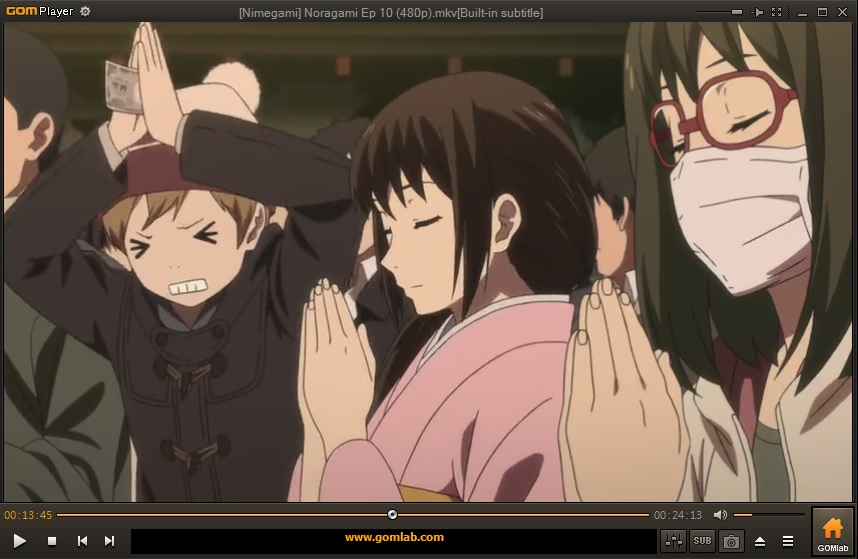 GOM Player
[Nimegami] Noragami Ep 10 (480p).mkv[Built-in subtitle]
00:13:45
00:24:13
www.gomlab.com
SUB
GOMlab